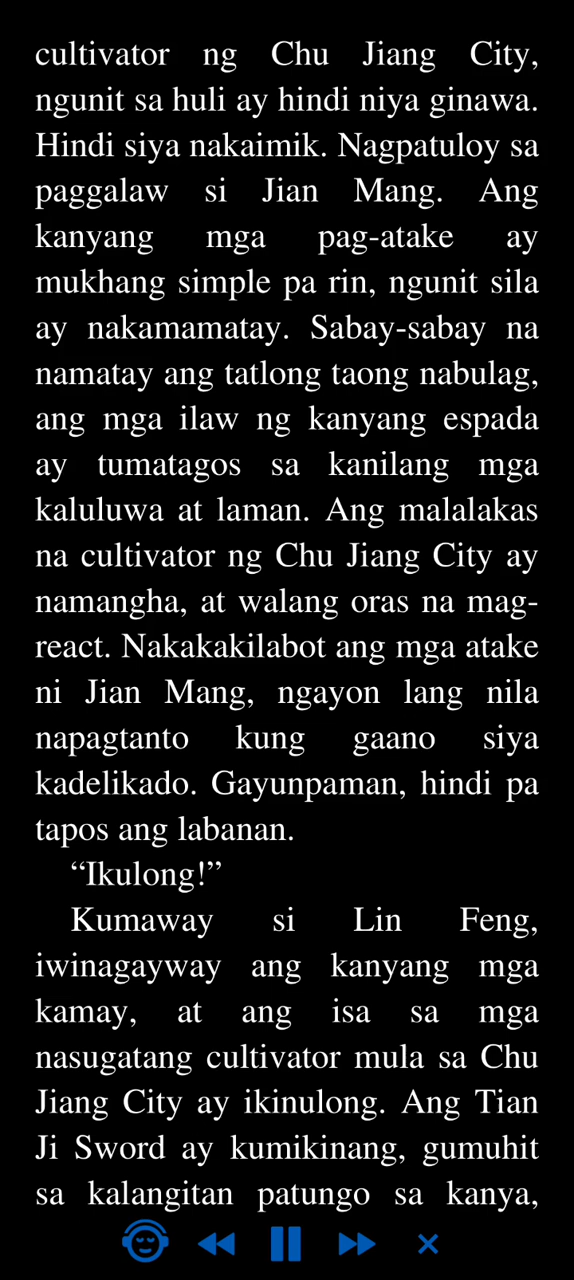 cultivator ng Chu Jiang City,
ngunit sa huli ay hindi niya ginawa.
Hindi siya nakaimik. Nagpatuloy sa
paggalaw si Jian Mang. Ang
kanyang mga pag-atake ay
mukhang simple pa rin, ngunit sila
ay nakamamatay. Sabay-sabay na
namatay ang tatlong taong nabulag,
ang mga ilaw ng kanyang espada
ay tumatagos sa kanilang mga
kaluluwa at laman. Ang malalakas
na cultivator ng Chu Jiang City ay
namangha, at walang oras na mag-
react. Nakakakilabot ang mga atake
ni Jian Mang, ngayon lang nila
napagtanto kung gaano siya
kadelikado. Gayunpaman, hindi pa
tapos ang labanan.
“Ikulong!”
Kumaway si Lin Feng,
iwinagayway ang kanyang mga
kamay, at ang isa sa mga
nasugatang cultivator mula sa Chu
Jiang City ay ikinulong. Ang Tian
Ji Sword ay kumikinang, gumuhit
sa kalangitan patungo sa kanya,